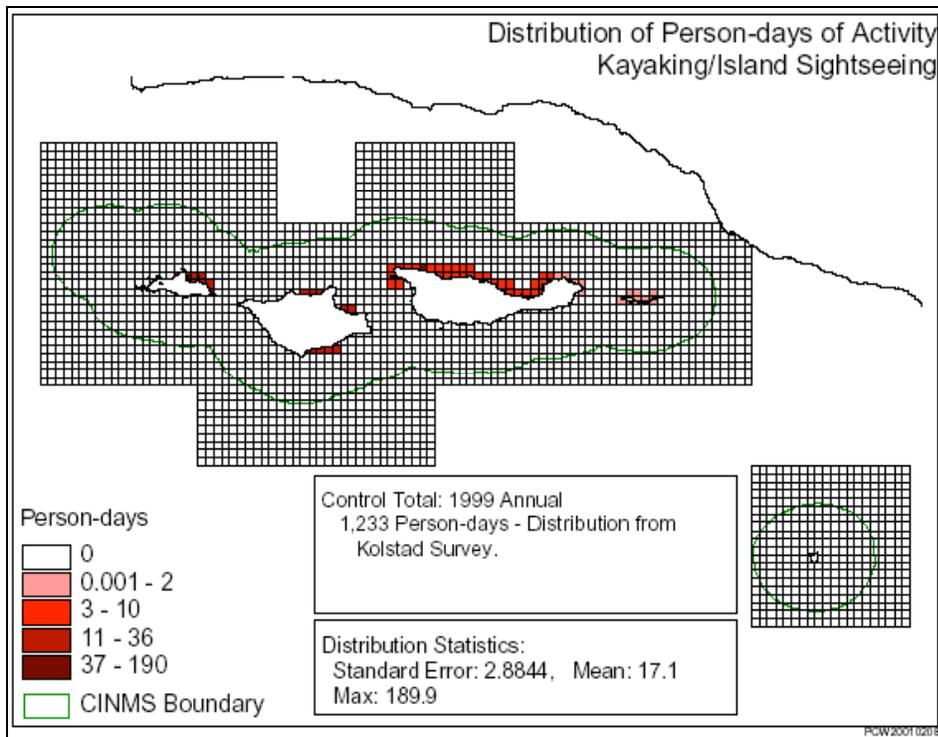 Distribution of Person-days of Activity
Kayaking/Island Sightseeing
Control Total: 1999 Annual
1,233 Person-days - Distribution from
Kolstad Survey.
Person-days
0
0.001 - 2
3 - 10
11 - 36
37 - 190
CINMS Boundary
Distribution Statistics:
Standard Error: 2.8844, Mean: 17.1
Max: 189.9